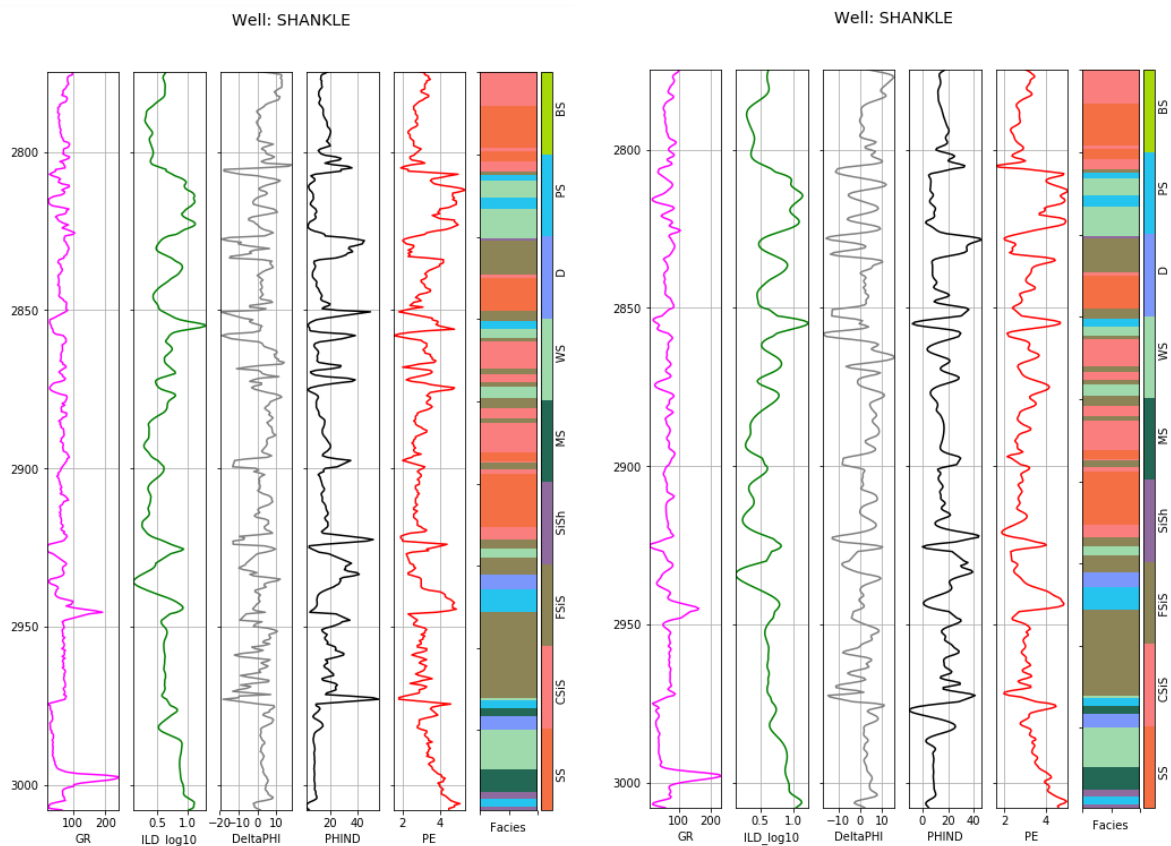 Well: SHANKLE
2800
2850
2900
2950
3000
100 200
GR
0.5 1.0
ILD_log10
−20 −10 0 10
DeltaPHI
20 40
PHIND
2 4
PE
Facies
BS
PS
D
WS
MS
SiSh
FSiS
CSiS
SS
Well: SHANKLE
2800
2850
2900
2950
3000
100 200
GR
0.5 1.0
ILD_log10
−10 0 10
DeltaPHI
0 20 40
PHIND
2 4
PE
Facies
BS
PS
D
WS
MS
SiSh
FSiS
CSiS
SS